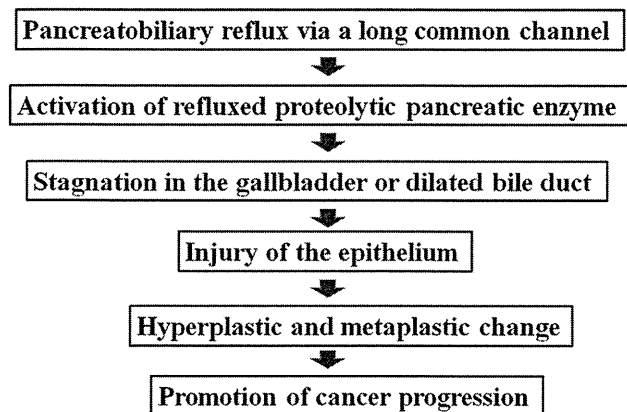 Pancreatobiliary reflux via a long common channel
Activation of refluxed proteolytic pancreatic enzyme
Stagnation in the gallbladder or dilated bile duct
Injury of the epithelium
Hyperplastic and metaplastic change
Promotion of cancer progression